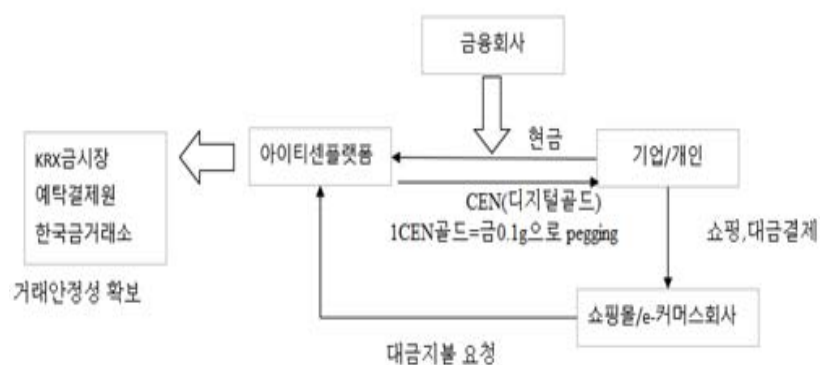 금융회사
KRX금시장
예탁결제원
한국금거래소
거래안정성 확보
아이티센플랫폼
현금
기업/개인
CEN(디지털골드)
1CEN골드=금0.1g으로 pegging
쇼핑,대금결제
쇼핑몰/e-커머스회사
대금지불 요청